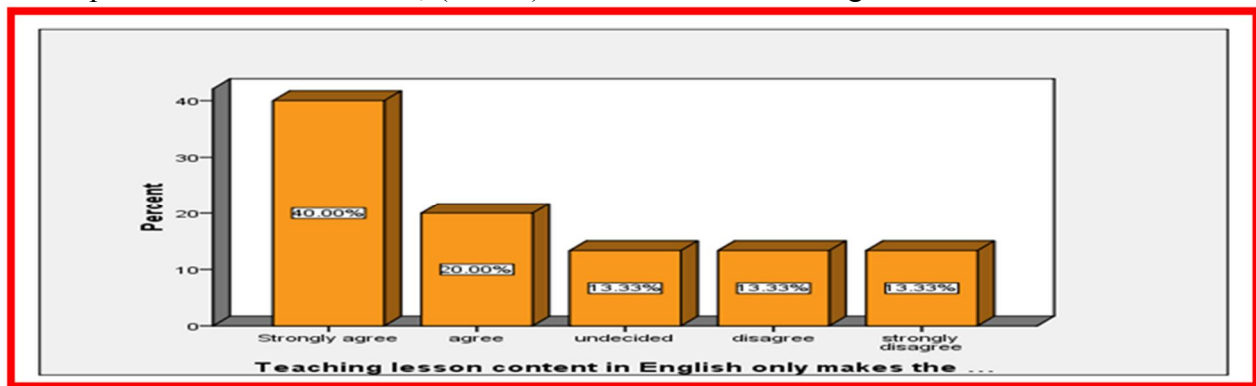 40
30
20
10
0
Percent
40.00%
20.00%
13.33%
13.33%
13.33%
Strongly agree
agree
undecided
disagree
strongly
disagree
Teaching lesson content in English only makes the ...